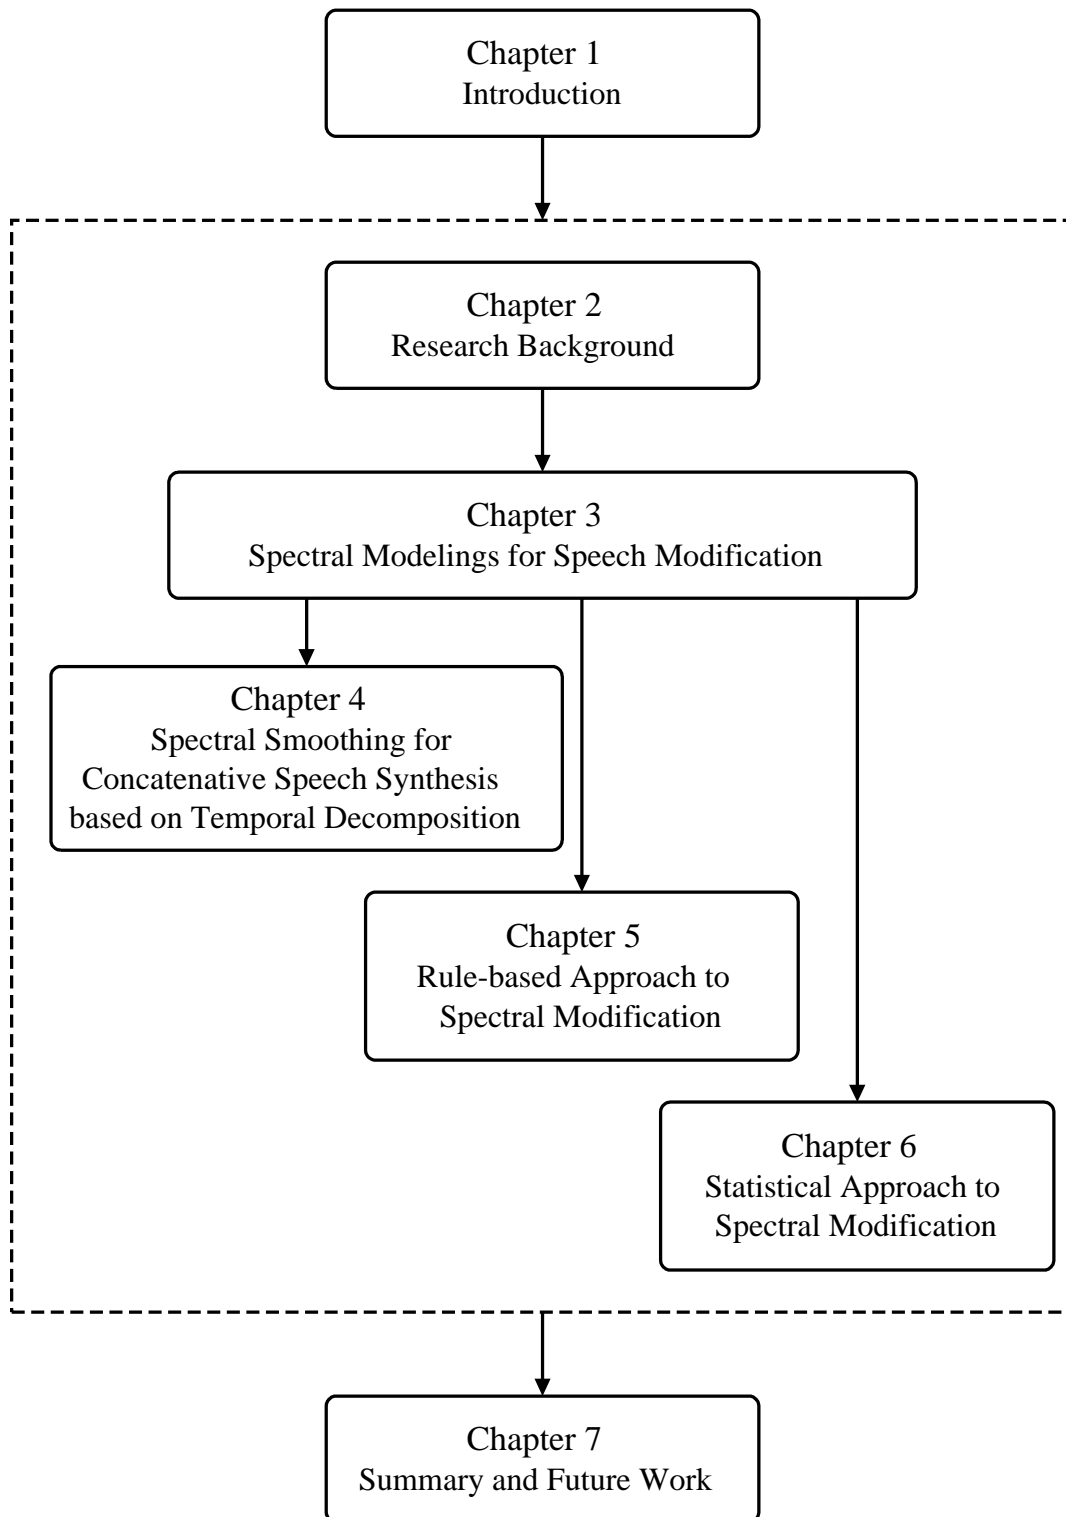 Chapter 1
Introduction
Chapter 2
Research Background
Chapter 3
Spectral Modelings for Speech Modification
Chapter 4
Spectral Smoothing for
Concatenative Speech Synthesis
based on Temporal Decomposition
Chapter 5
Rule-based Approach to
Spectral Modification
Chapter 6
Statistical Approach to
Spectral Modification
Chapter 7
Summary and Future Work